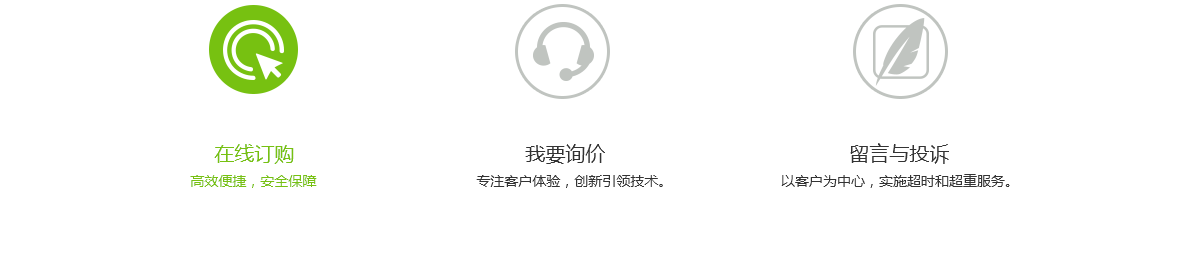 在线订购
高效便捷，安全保障
我要询价
专注客户体验，创新引领技术。
留言与投诉
以客户为中心，实施超时和超重服务。